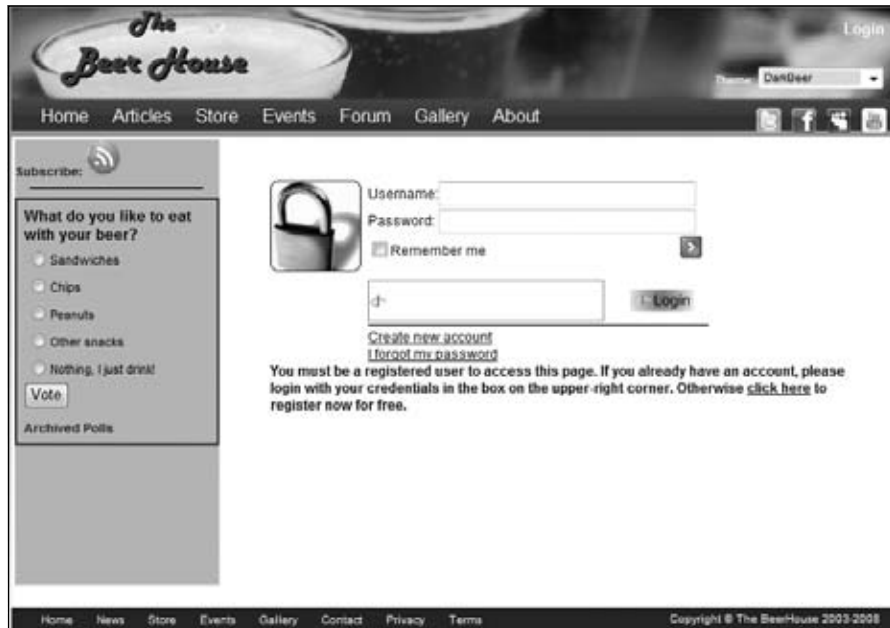 The
Beer House
Login
Theme: DarkBeer
Home Articles Store Events Forum Gallery About
Subscribe:
What do you like to eat
with your beer?
Sandwiches
Chips
Peanuts
Other snacks
Nothing, I just drink!
Vote
Archived Polls
Username:
Password:
Remember me
Login
Create new account
I forgot my password
You must be a registered user to access this page. If you already have an account, please
login with your credentials in the box on the upper-right corner. Otherwise click here to
register now for free.
Home News Store Events Gallery Contact Privacy Terms
Copyright © The BeerHouse 2003-2008